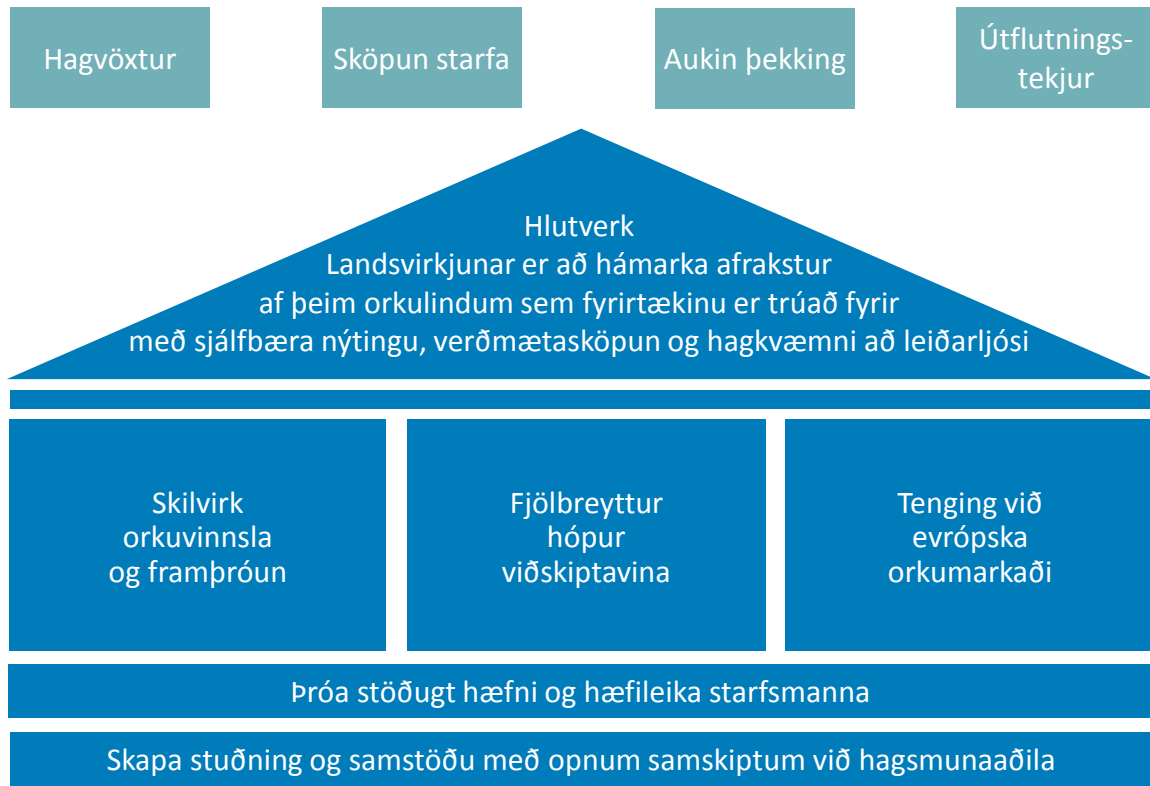 Hagvöxtur
Sköpun starfa
Aukin þekking
Útflutnings-
tekjur
Hlutverk
Landsvirkjunar er að hámarka afrakstur
af þeim orkulindum sem fyrirtækinu er trúað fyrir
með sjálfbæra nýtingu, verðmætasköpun og hagkvæmni að leiðarljósi
Skilvirk
orkuvinnsla
og framþróun
Fjölbreyttur
hópur
viðskiptavina
Tenging við
evrópska
orkumarkaði
Þróa stöðugt hæfni og hæfileika starfsmanna
Skapa stuðning og samstöðu með opnum samskiptum við hagsmunaaðila